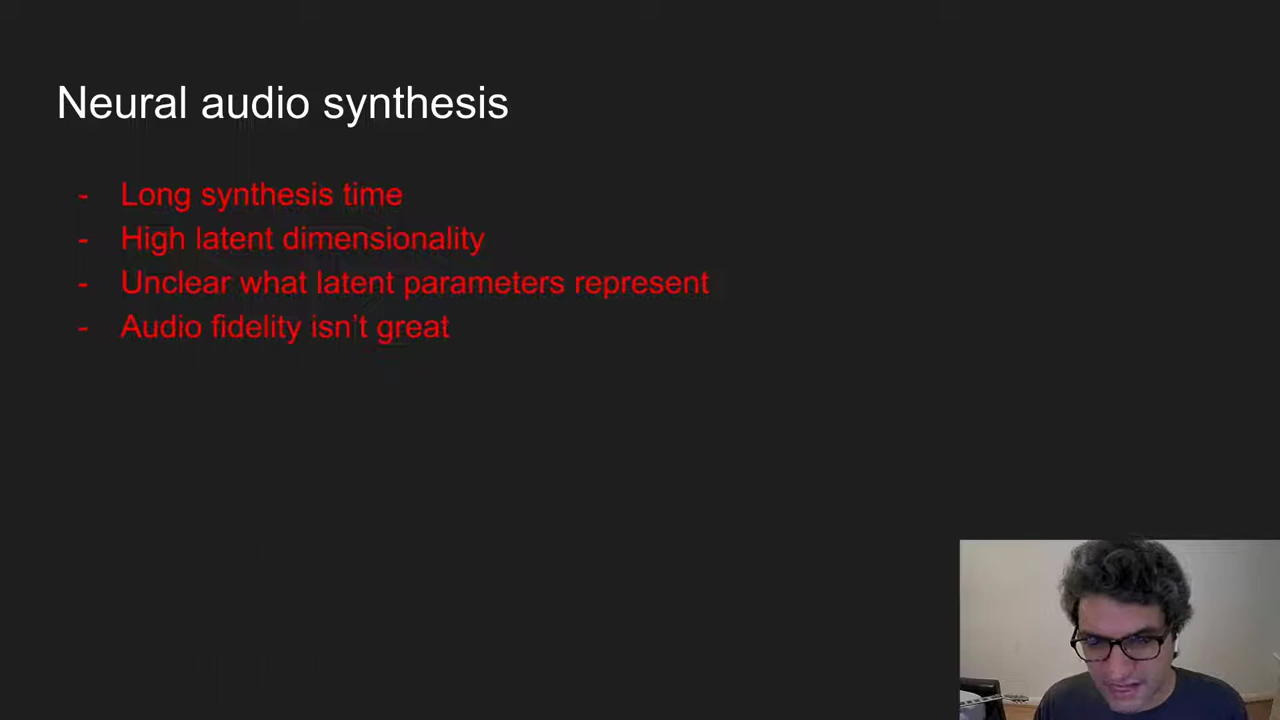 Neural audio synthesis
- Long synthesis time
- High latent dimensionality
- Unclear what latent parameters represent
- Audio fidelity isn't great